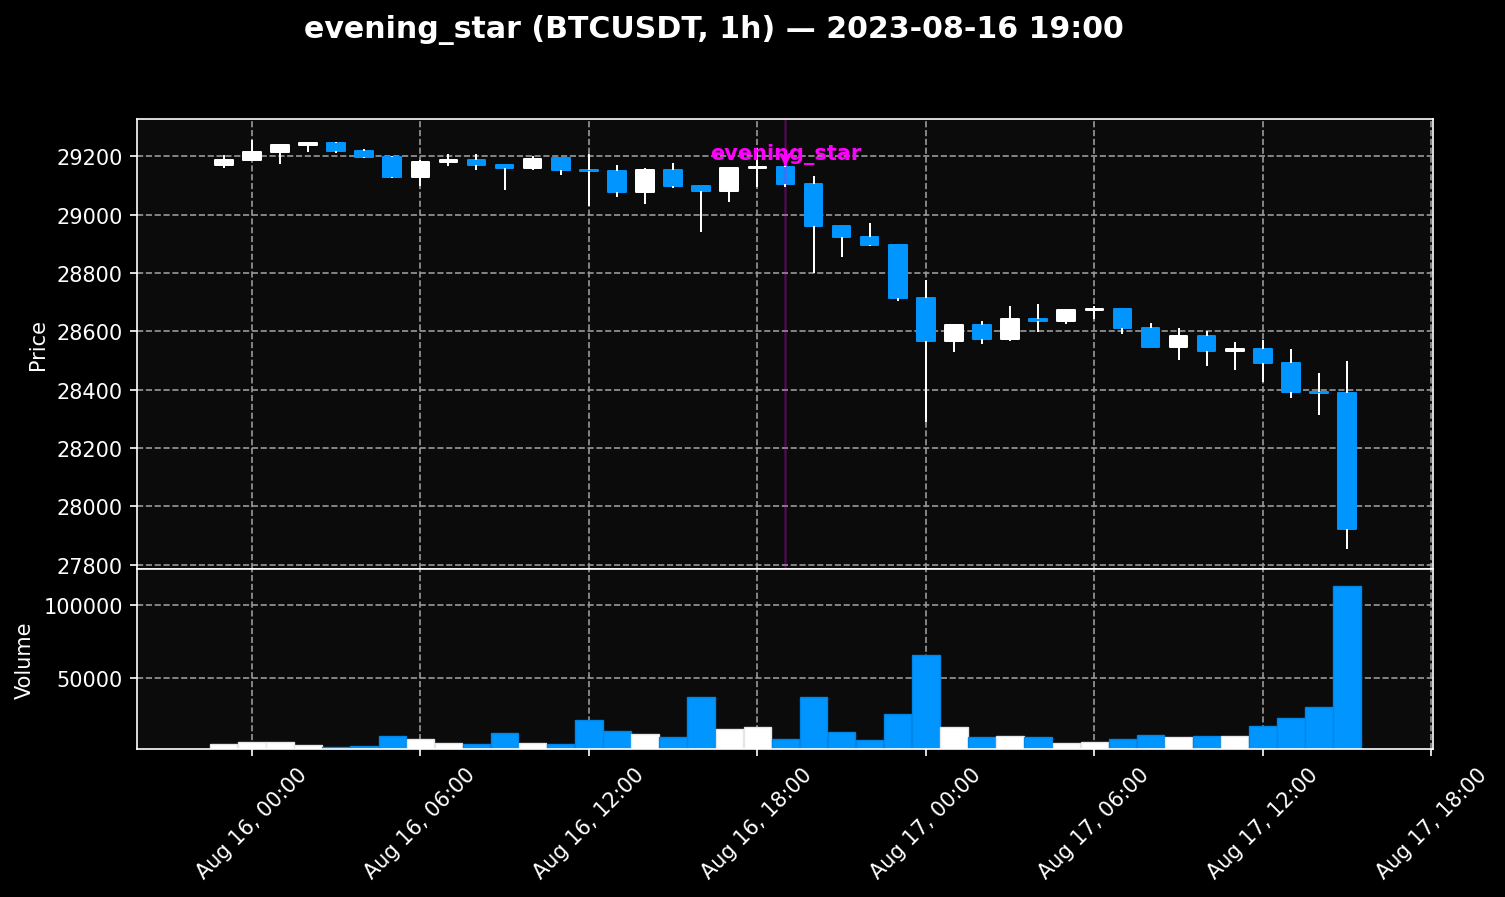 evening_star (BTCUSDT, 1h) — 2023-08-16 19:00
evening_star
Price
29200
29000
28800
28600
28400
28200
28000
27800
Volume
100000
50000
Aug 16, 00:00
Aug 16, 06:00
Aug 16, 12:00
Aug 16, 18:00
Aug 17, 00:00
Aug 17, 06:00
Aug 17, 12:00
Aug 17, 18:00